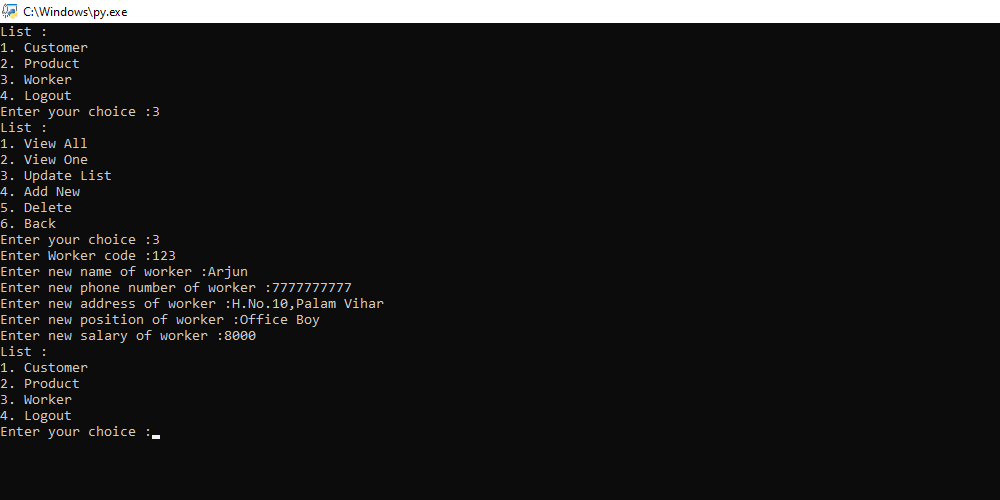 C:\Windows\py.exe
List :
1. Customer
2. Product
3. Worker
4. Logout
Enter your choice :3
List :
1. View All
2. View One
3. Update List
4. Add New
5. Delete
6. Back
Enter your choice :3
Enter Worker code :123
Enter new name of worker :Arjun
Enter new phone number of worker :7777777777
Enter new address of worker :H.No.10,Palam Vihar
Enter new position of worker :Office Boy
Enter new salary of worker :8000
List :
1. Customer
2. Product
3. Worker
4. Logout
Enter your choice :